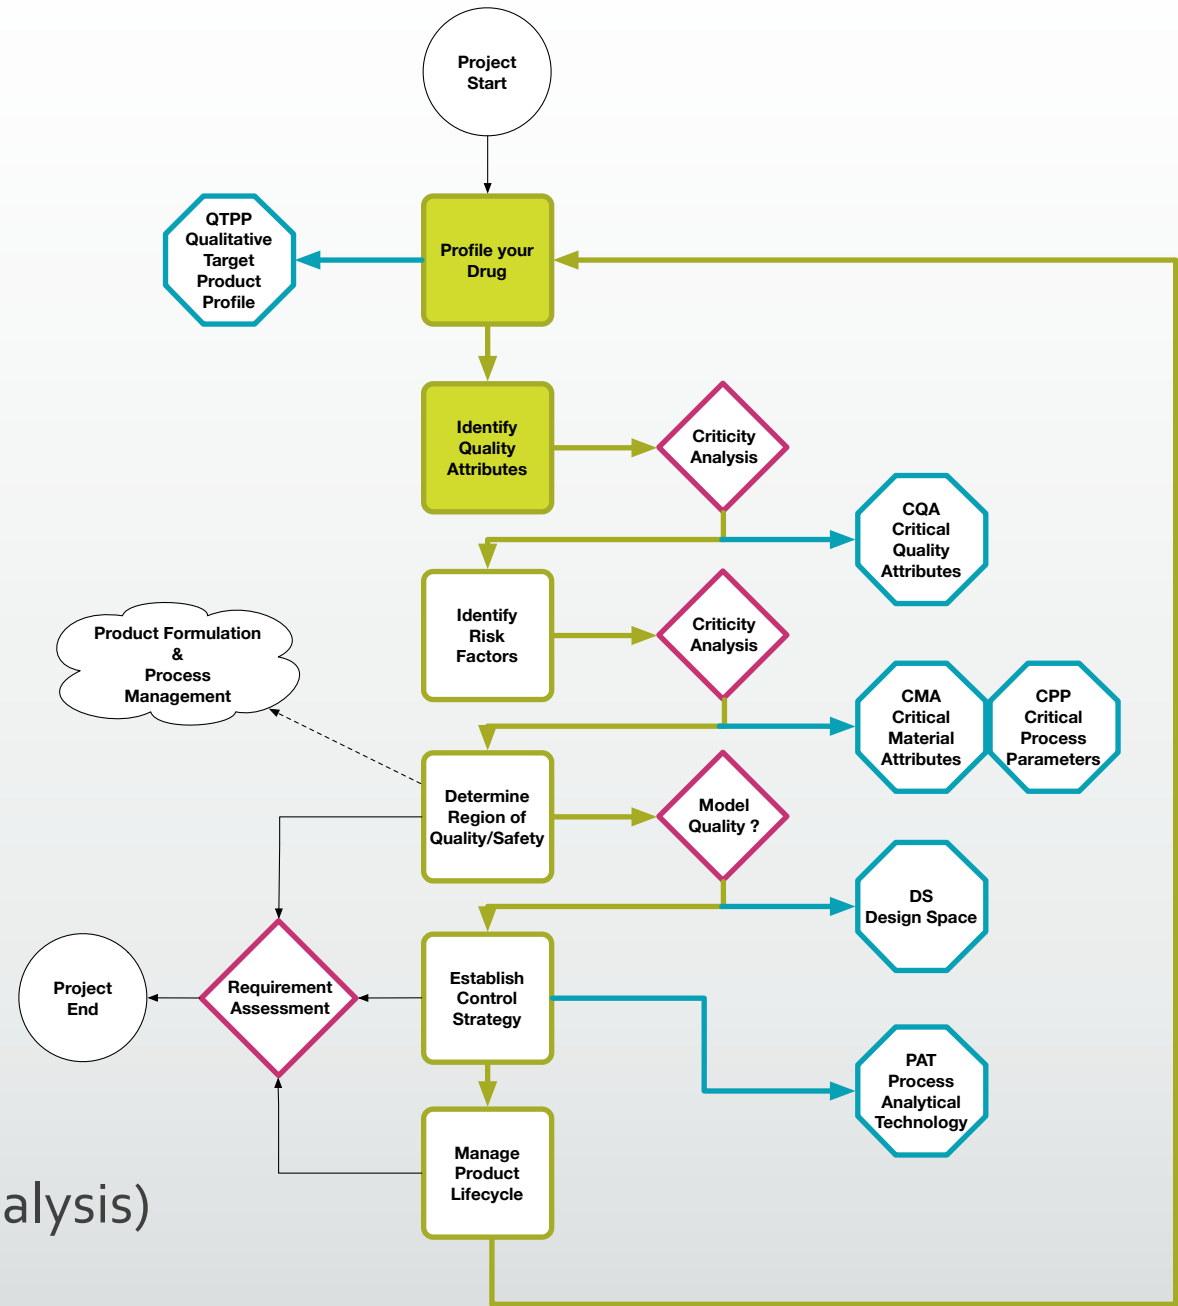 Project
Start
QTPP
Qualitative
Target
Product
Profile
Profile your
Drug
Identify
Quality
Attributes
Criticity
Analysis
CQA
Critical
Quality
Attributes
Identify
Risk
Factors
Criticity
Analysis
Product Formulation
&
Process
Management
CMA
Critical
Material
Attributes
CPP
Critical
Process
Parameters
Determine
Region of
Quality/Safety
Model
Quality ?
DS
Design Space
Project
End
Requirement
Assessment
Establish
Control
Strategy
PAT
Process
Analytical
Technology
Manage
Product
Lifecycle
alysis)